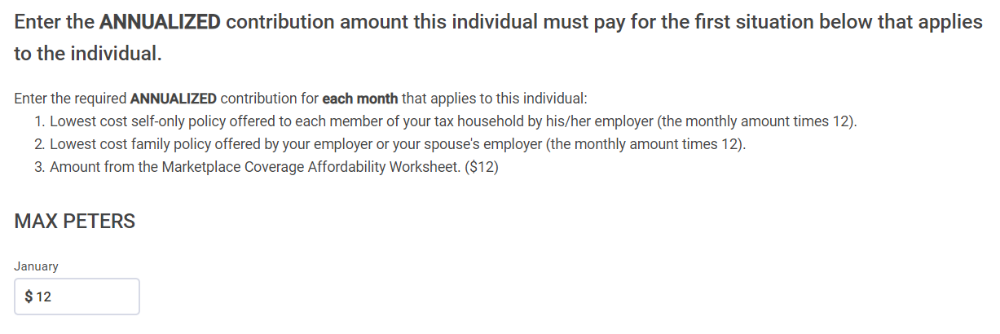 Enter the ANNUALIZED contribution amount this individual must pay for the first situation below that applies
to the individual.
Enter the required ANNUALIZED contribution for each month that applies to this individual:
1. Lowest cost self-only policy offered to each member of your tax household by his/her employer (the monthly amount times 12).
2. Lowest cost family policy offered by your employer or your spouse's employer (the monthly amount times 12).
3. Amount from the Marketplace Coverage Affordability Worksheet. ($12)
MAX PETERS
January
$ 12